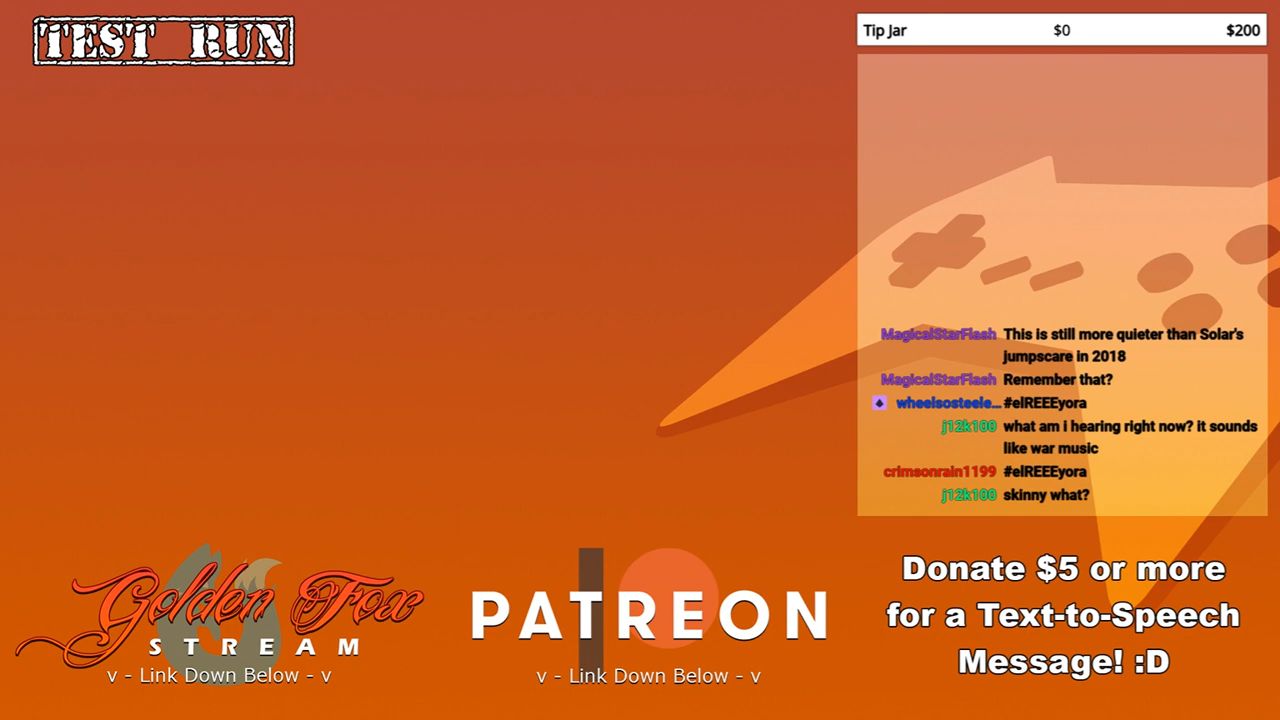 TEST RUN
Tip Jar $0 $200
MagicalStarFlash This is still more quieter than Solar's
jumpscare in 2018
MagicalStarFlash Remember that?
wheelsosteele... #elREEEyora
j12k100 what am i hearing right now? it sounds
like war music
crimsonrain1199 #elREEEyora
j12k100 skinny what?
Golden Fox
STREAM
v - Link Down Below - v
PATREON
v - Link Down Below - v
Donate $5 or more
for a Text-to-Speech
Message! :D